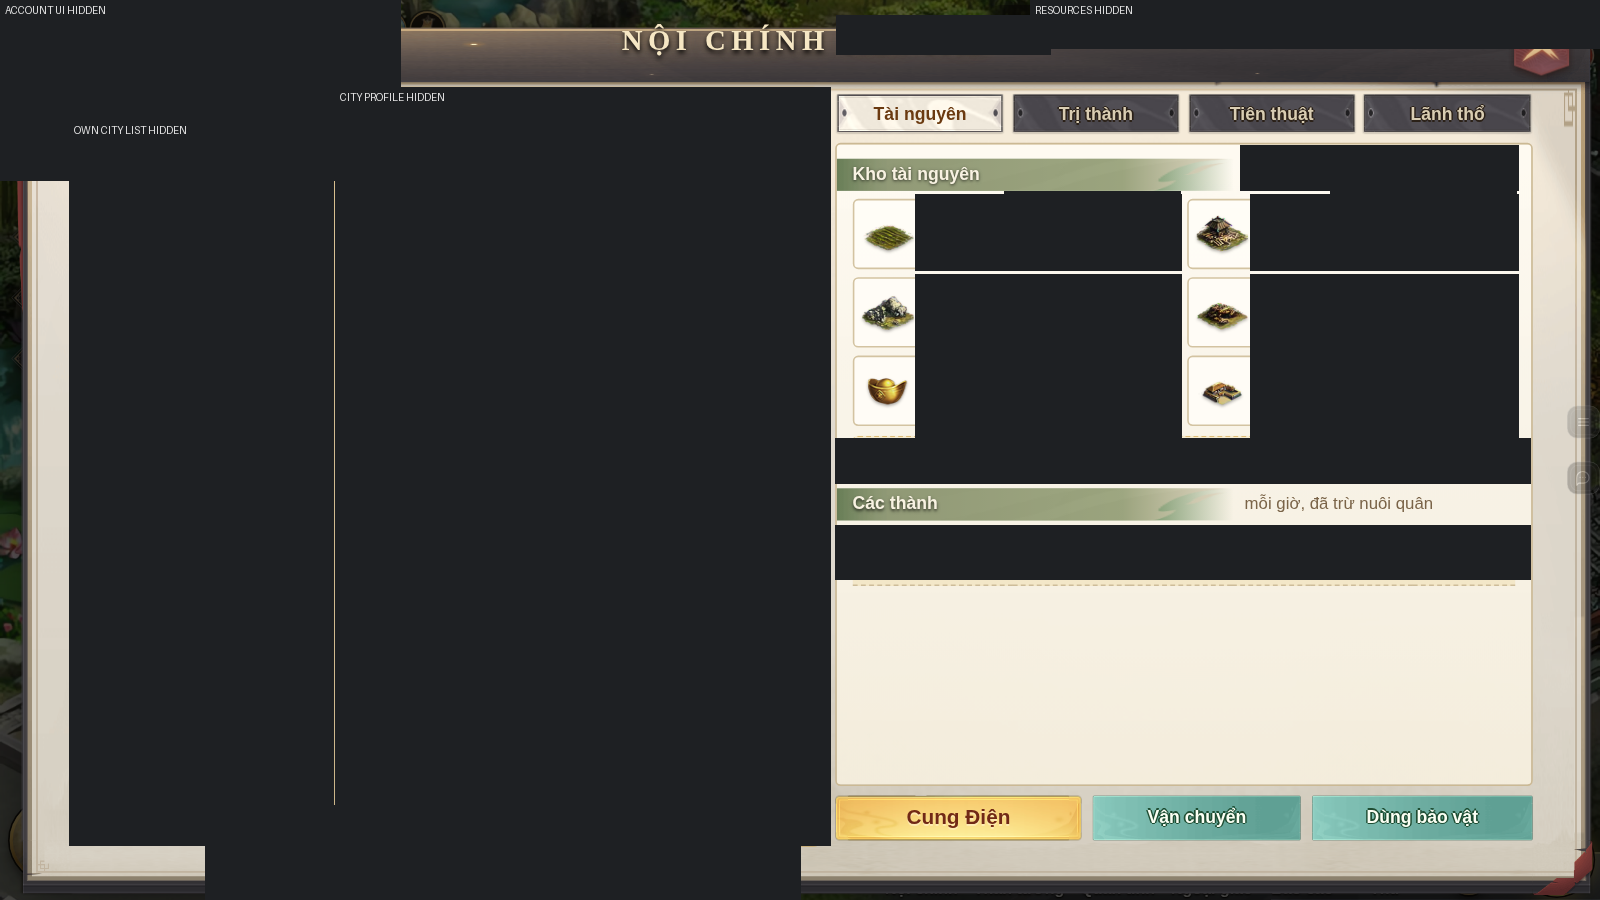 ACCOUNT UI HIDDEN
RESOURCES HIDDEN
NỘI CHÍNH
CITY PROFILE HIDDEN
OWN CITY LIST HIDDEN
Tài nguyên
Trị thành
Tiên thuật
Lãnh thổ
Kho tài nguyên
Các thành
mỗi giờ, đã trừ nuôi quân
Cung Điện
Vận chuyển
Dùng bảo vật